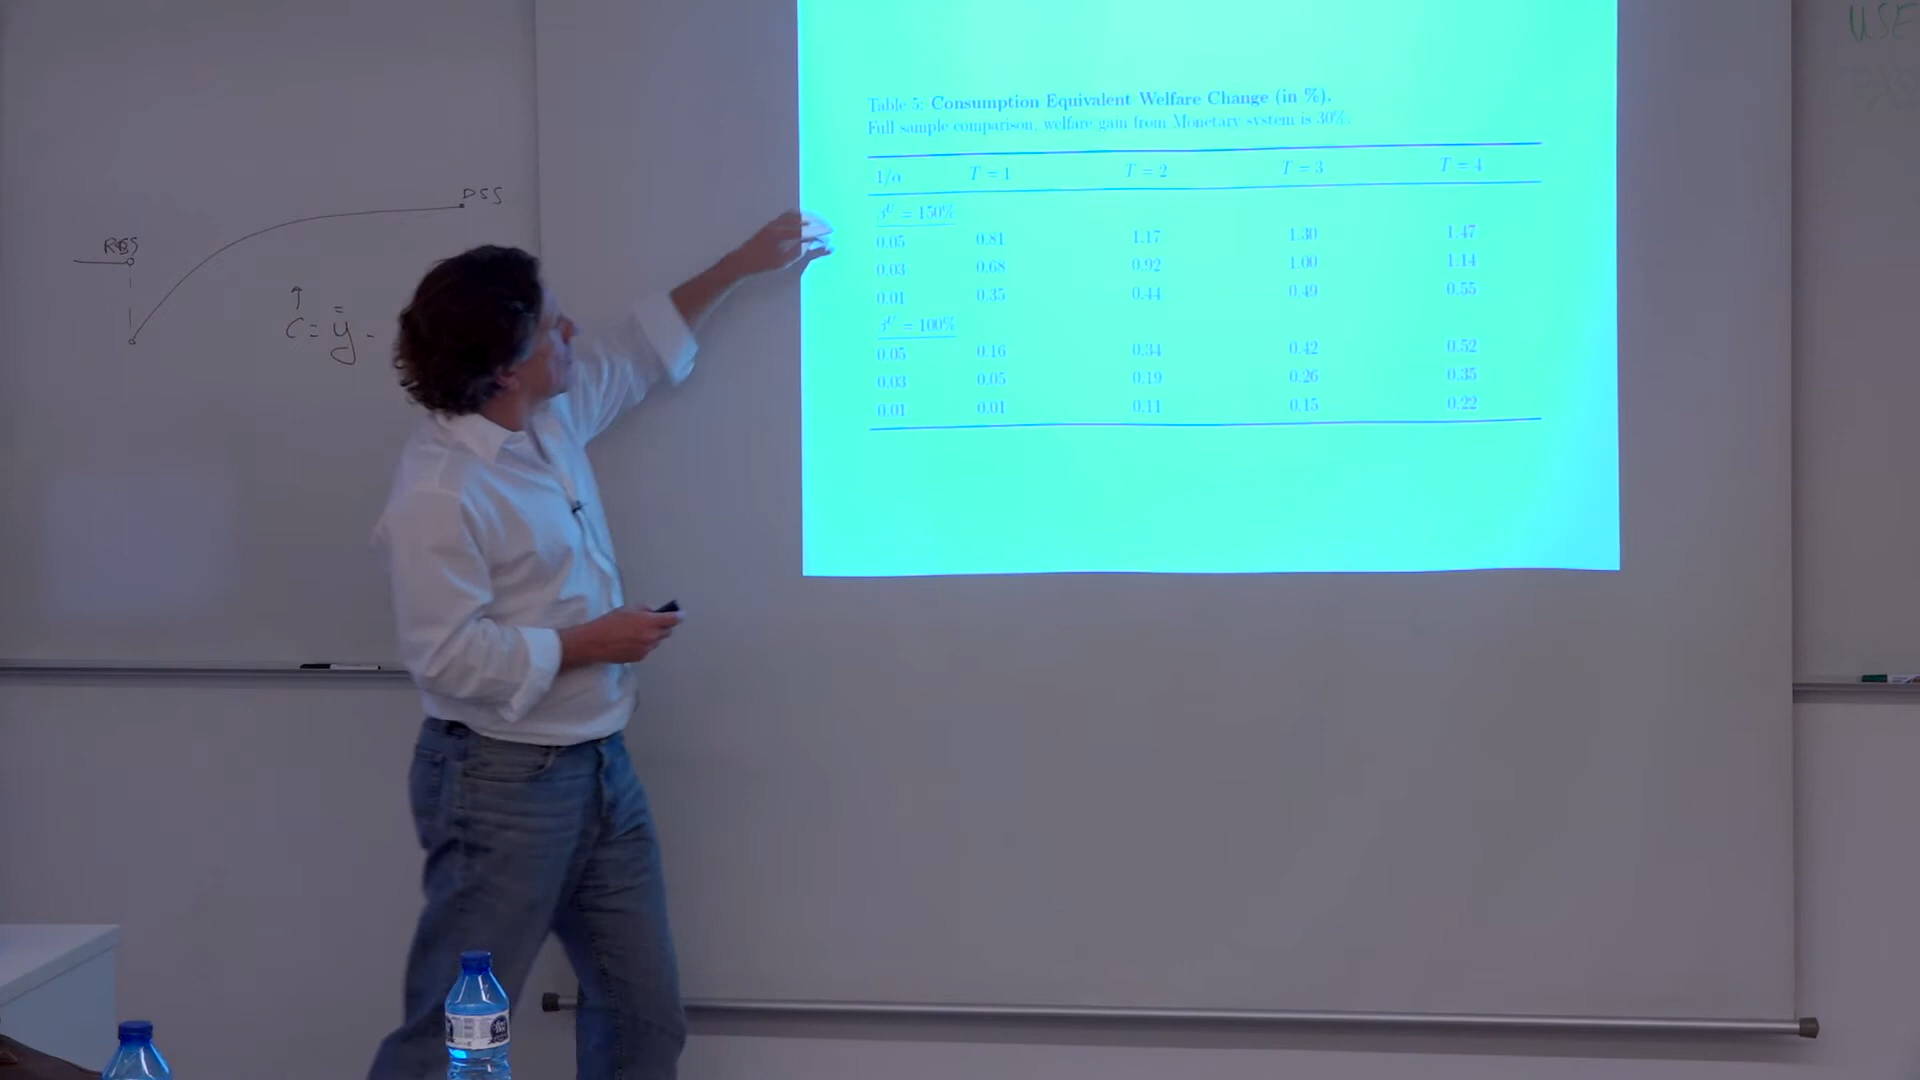 USE
DSS
RSS
↑
C = ȳ -
Table 5: Consumption Equivalent Welfare Change (in %).
Full sample comparison, welfare gain from Monetary system is 30%.
1/α T = 1 T = 2 T = 3 T = 4
= 150%
0.05 0.81 1.17 1.30 1.47
0.03 0.68 0.92 1.00 1.14
0.01 0.35 0.44 0.49 0.55
= 100%
0.05 0.16 0.34 0.42 0.52
0.03 0.05 0.19 0.26 0.35
0.01 0.01 0.11 0.15 0.22